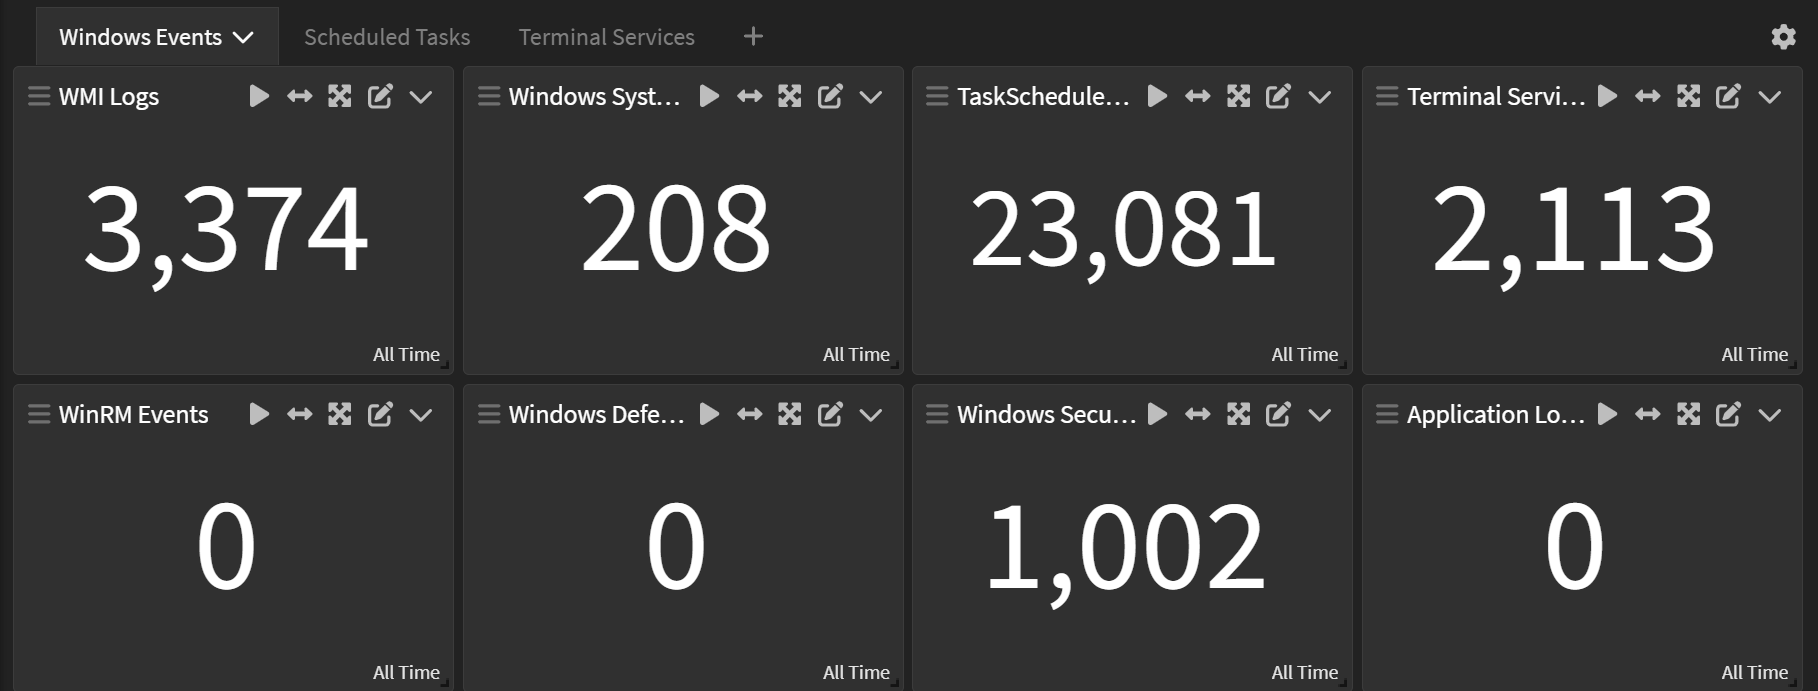 Windows Events Scheduled Tasks Terminal Services +
WMI Logs
3,374
All Time
Windows Syst...
208
All Time
TaskSchedule...
23,081
All Time
Terminal Servi...
2,113
All Time
WinRM Events
0
All Time
Windows Defe...
0
All Time
Windows Secu...
1,002
All Time
Application Lo...
0
All Time